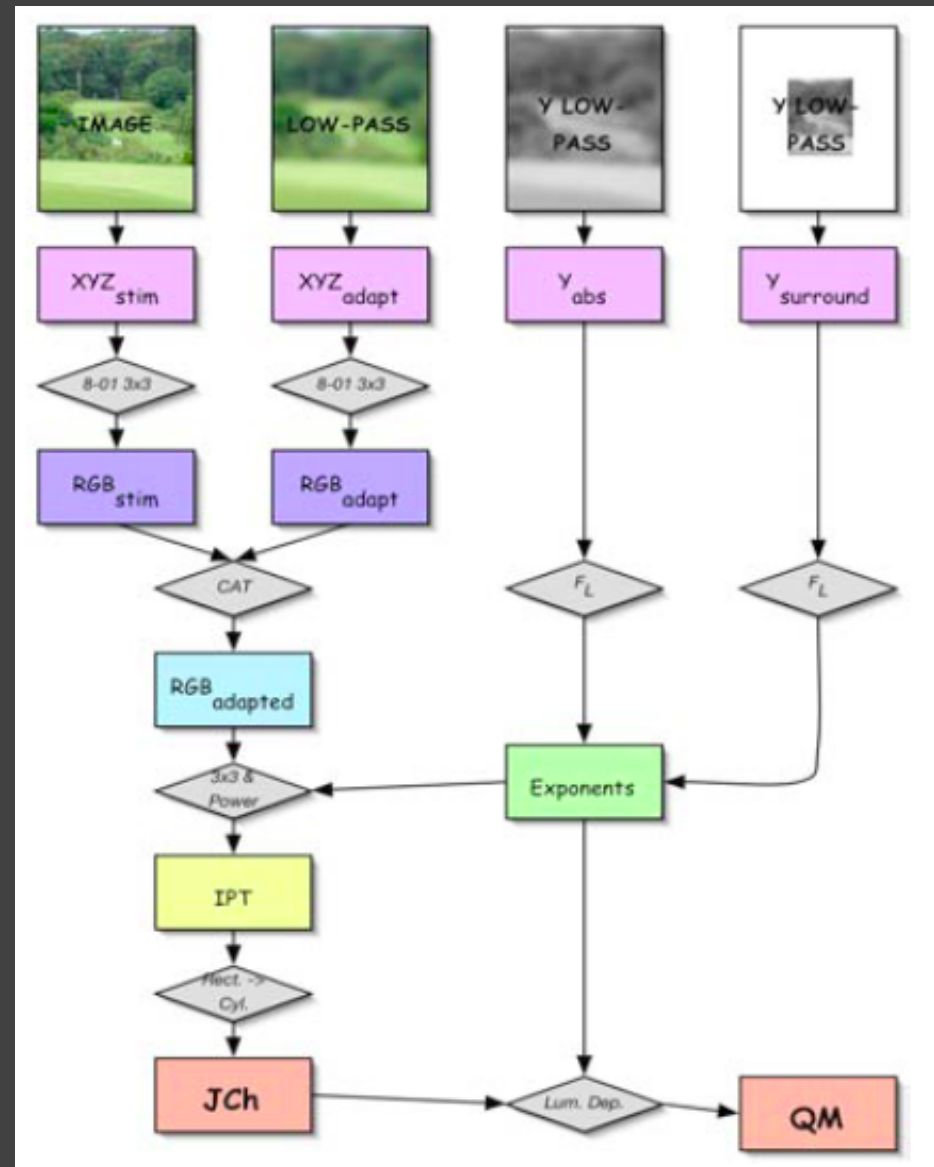 IMAGE
LOW-PASS
Y LOW-
PASS
Y LOW-
PASS
XYZ stim
XYZ adapt
Y abs
Y surround
8-01 3x3
8-01 3x3
RGB stim
RGB adapt
CAT
F L
F L
RGB adapted
3x3 &
Power
Exponents
IPT
Rect. ->
Cyl.
JCh
Lum. Dep.
QM